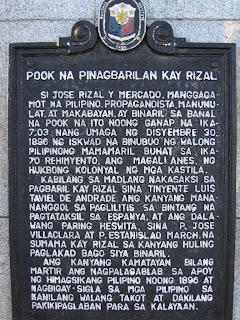 POOK NA PINAGBARILAN KAY RIZAL
SI JOSE RIZAL Y MERCADO, MANGGAGA-
MOT NA PILIPINO, PROPAGANDISTA, MANUNU-
LAT, AT MAKABAYAN, AY BINARIL SA BANAL
NA POOK NA ITO NOONG GANAP NA IKA-
7:03 NANG UMAGA NG DISYEMBRE 30,
1896 NG ISKWAD NA BINUBUO NG WALONG
PILIPINONG MAMAMARIL BUHAT SA IKA-
70 REHIMYENTO, ANG MAGALLANES, NG
HUKBONG KOLONYAL NG MGA KASTILA.
KABILANG SA MADLANG NAKASAKSI SA
PAGBARIL KAY RIZAL SINA TINYENTE LUIS
TAVIEL DE ANDRADE ANG KANYANG MANA-
NANGGOL SA PAGLILITIS SA BINTANG NA
PAGTATAKSIL SA ESPANYA, AT ANG DALA-
WANG PARING HESWITA, SINA P. JOSE
VILLACLARA AT P. ESTANISLAO MARCH, NA
SUMAMA KAY RIZAL SA KANYANG HULING
PAGLAKAD BAGO SIYA BINARIL.
ANG KANYANG KAMATAYAN BILANG
MARTIR ANG NAGPALAGABLAB SA APOY
NG HIMAGSIKANG PILIPINO NOONG 1896 AT
NAGBIGAY-SIGLA SA MGA PILIPINO SA
KANILANG WALANG TAKOT AT DAKILANG
PAKIKIPAGLABAN PARA SA KALAYAAN.